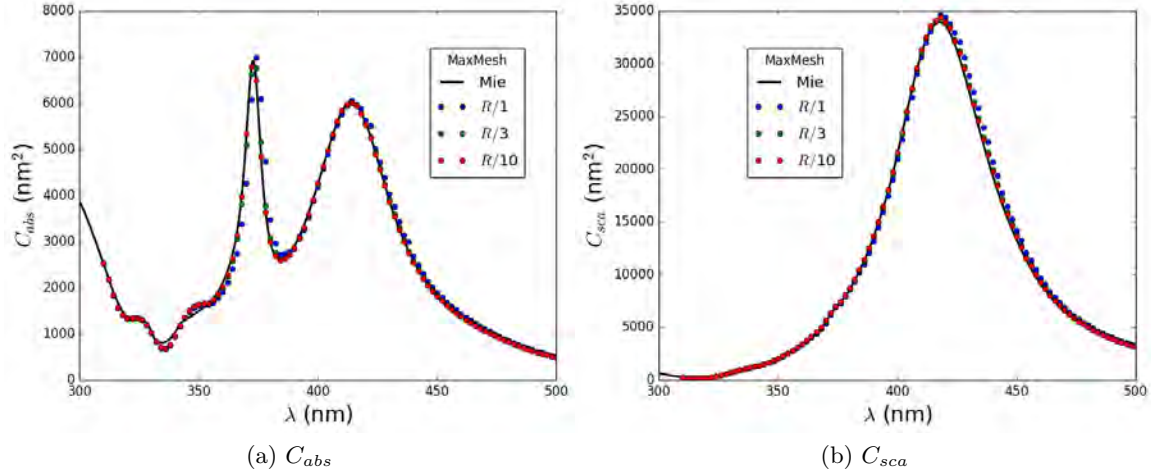 8000
7000
6000
5000
4000
3000
2000
1000
0
C_abs (nm²)
300
350
400
450
500
λ (nm)
MaxMesh
Mie
R/1
R/3
R/10
(a) C_abs
35000
30000
25000
20000
15000
10000
5000
0
C_sca (nm²)
300
350
400
450
500
λ (nm)
MaxMesh
Mie
R/1
R/3
R/10
(b) C_sca